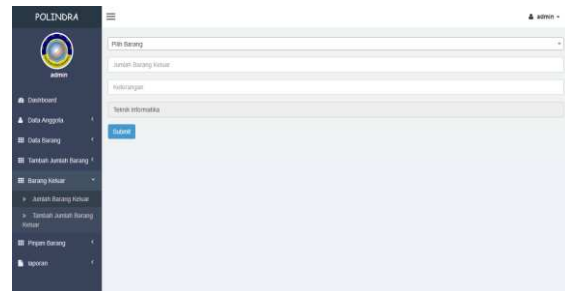 POLINDRA
admin
admin
Dashboard
Data Anggota
Data Barang
Tambah Jumlah Barang
Barang Keluar
Jumlah Barang Keluar
Tambah Jumlah Barang
Keluar
Pinjam Barang
laporan
Pilih Barang
Jumlah Barang Keluar
Keterangan
Teknik Informatika
Submit